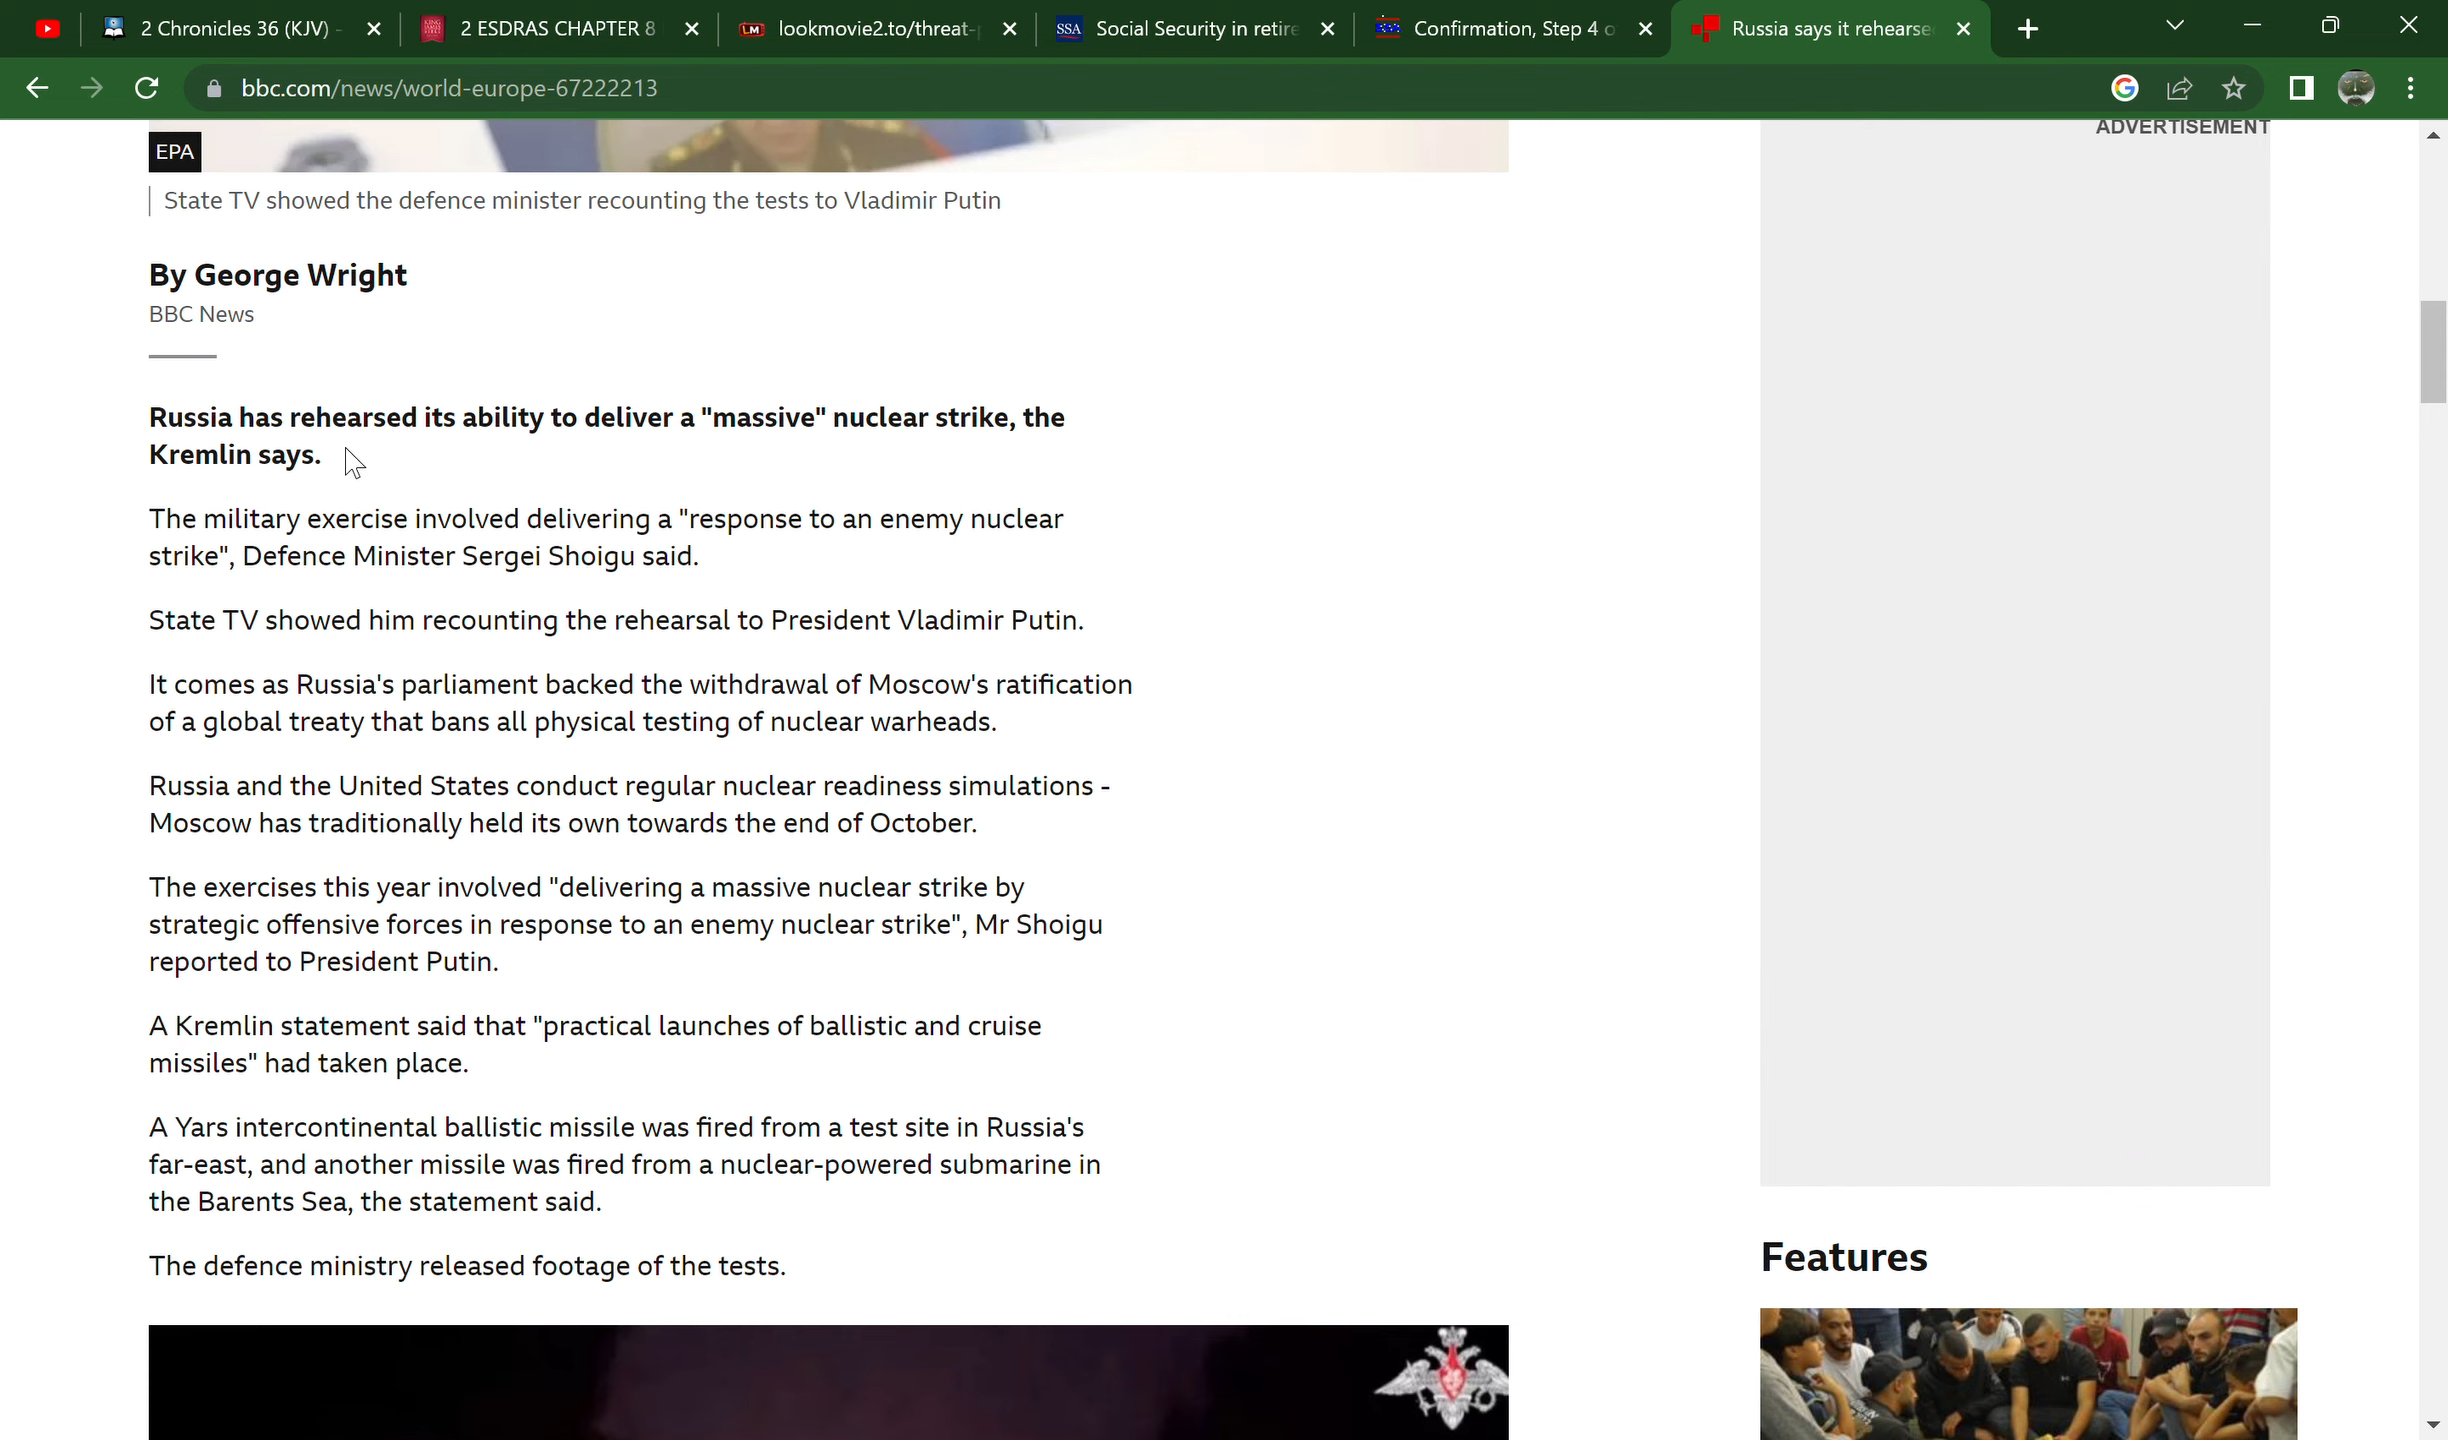 2 Chronicles 36 (KJV) -
2 ESDRAS CHAPTER 8
LM
lookmovie2.to/threat-
SSA
Social Security in retire
Confirmation, Step 4 o
Russia says it rehearse
bbc.com/news/world-europe-67222213
ADVERTISEMENT
EPA
State TV showed the defence minister recounting the tests to Vladimir Putin
By George Wright
BBC News
Russia has rehearsed its ability to deliver a "massive" nuclear strike, the
Kremlin says.
The military exercise involved delivering a "response to an enemy nuclear
strike", Defence Minister Sergei Shoigu said.
State TV showed him recounting the rehearsal to President Vladimir Putin.
It comes as Russia's parliament backed the withdrawal of Moscow's ratification
of a global treaty that bans all physical testing of nuclear warheads.
Russia and the United States conduct regular nuclear readiness simulations -
Moscow has traditionally held its own towards the end of October.
The exercises this year involved "delivering a massive nuclear strike by
strategic offensive forces in response to an enemy nuclear strike", Mr Shoigu
reported to President Putin.
A Kremlin statement said that "practical launches of ballistic and cruise
missiles" had taken place.
A Yars intercontinental ballistic missile was fired from a test site in Russia's
far-east, and another missile was fired from a nuclear-powered submarine in
the Barents Sea, the statement said.
The defence ministry released footage of the tests.
Features